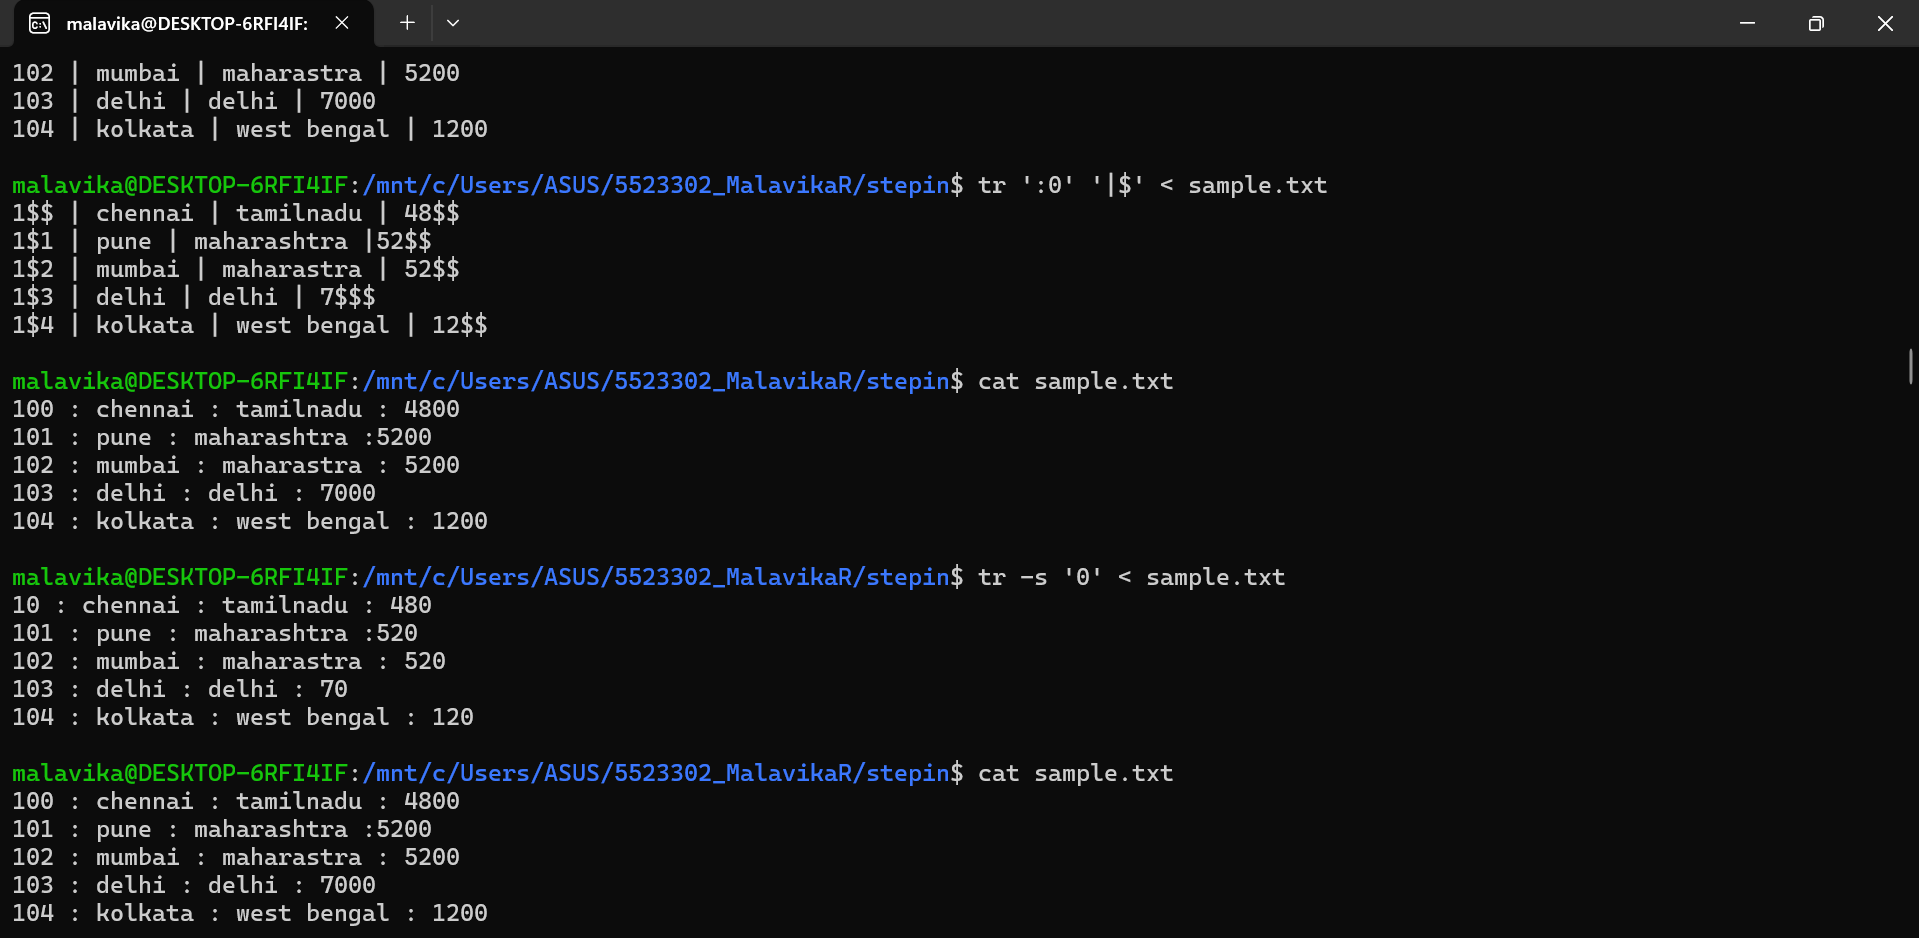 malavika@DESKTOP-6RFI4IF:
102 | mumbai | maharastra | 5200
103 | delhi | delhi | 7000
104 | kolkata | west bengal | 1200
malavika@DESKTOP-6RFI4IF:/mnt/c/Users/ASUS/5523302_MalavikaR/stepin$ tr ':0' '|$' < sample.txt
1$$ | chennai | tamilnadu | 48$$
1$1 | pune | maharashtra |52$$
1$2 | mumbai | maharastra | 52$$
1$3 | delhi | delhi | 7$$$
1$4 | kolkata | west bengal | 12$$
malavika@DESKTOP-6RFI4IF:/mnt/c/Users/ASUS/5523302_MalavikaR/stepin$ cat sample.txt
100 : chennai : tamilnadu : 4800
101 : pune : maharashtra :5200
102 : mumbai : maharastra : 5200
103 : delhi : delhi : 7000
104 : kolkata : west bengal : 1200
malavika@DESKTOP-6RFI4IF:/mnt/c/Users/ASUS/5523302_MalavikaR/stepin$ tr -s '0' < sample.txt
10 : chennai : tamilnadu : 480
101 : pune : maharashtra :520
102 : mumbai : maharastra : 520
103 : delhi : delhi : 70
104 : kolkata : west bengal : 120
malavika@DESKTOP-6RFI4IF:/mnt/c/Users/ASUS/5523302_MalavikaR/stepin$ cat sample.txt
100 : chennai : tamilnadu : 4800
101 : pune : maharashtra :5200
102 : mumbai : maharastra : 5200
103 : delhi : delhi : 7000
104 : kolkata : west bengal : 1200